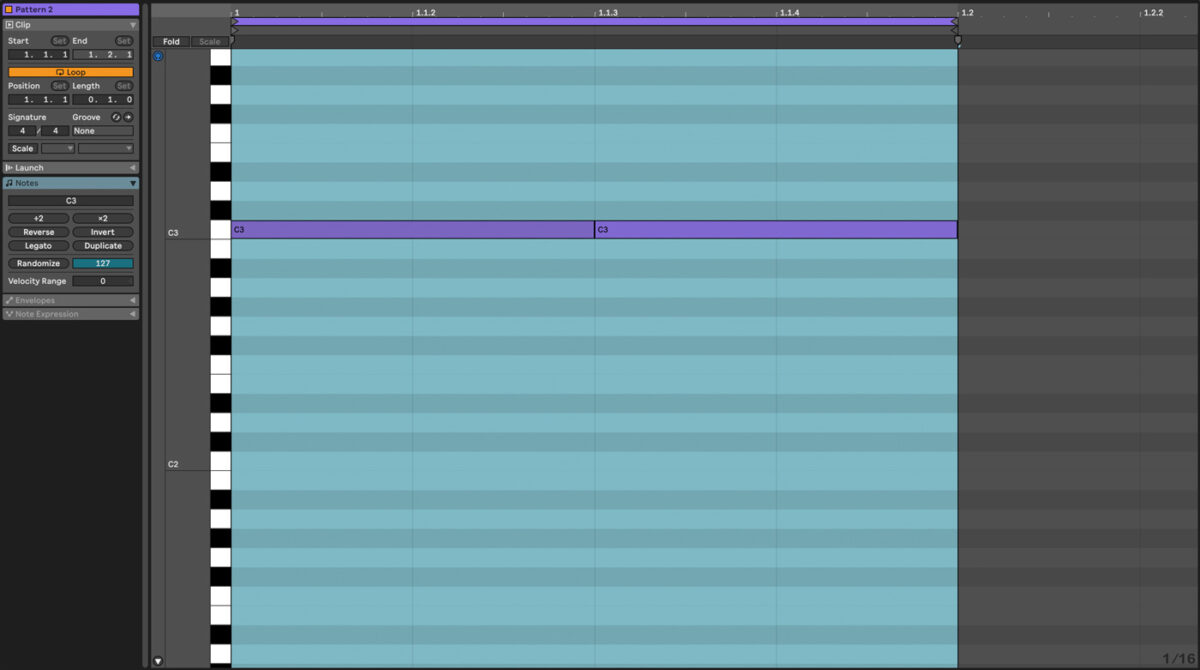 Pattern 2
Clip
Start Set End Set
1. 1. 1 1. 2. 1
Loop
Position Set Length Set
1. 1. 1 0. 1. 0
Signature Groove
4 / 4 None
Scale
Launch
Notes
C3
÷2 ×2
Reverse Invert
Legato Duplicate
Randomize 127
Velocity Range 0
Envelopes
Note Expression
1 1.1.2 1.1.3 1.1.4 1.2 1.2.2
Fold Scale
C3 C3 C3
C2
1/16